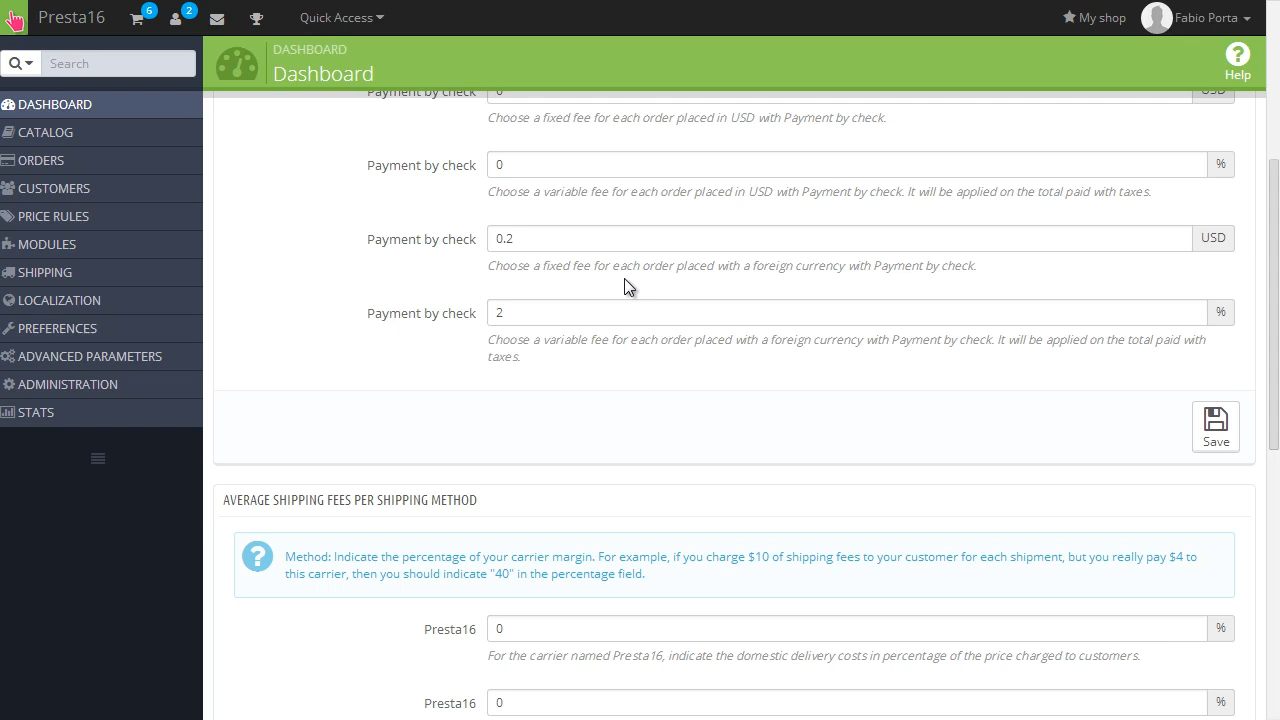 Presta16 6 2 Quick Access My shop Fabio Porta
Search
DASHBOARD
Dashboard
Help
DASHBOARD
CATALOG
ORDERS
CUSTOMERS
PRICE RULES
MODULES
SHIPPING
LOCALIZATION
PREFERENCES
ADVANCED PARAMETERS
ADMINISTRATION
STATS
Payment by check 0 USD
Choose a fixed fee for each order placed in USD with Payment by check.
Payment by check 0 %
Choose a variable fee for each order placed in USD with Payment by check. It will be applied on the total paid with taxes.
Payment by check 0.2 USD
Choose a fixed fee for each order placed with a foreign currency with Payment by check.
Payment by check 2 %
Choose a variable fee for each order placed with a foreign currency with Payment by check. It will be applied on the total paid with
taxes.
Save
AVERAGE SHIPPING FEES PER SHIPPING METHOD
Method: Indicate the percentage of your carrier margin. For example, if you charge $10 of shipping fees to your customer for each shipment, but you really pay $4 to
this carrier, then you should indicate "40" in the percentage field.
Presta16 0 %
For the carrier named Presta16, indicate the domestic delivery costs in percentage of the price charged to customers.
Presta16 0 %